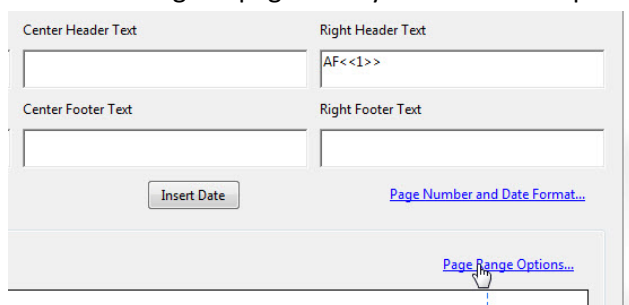 Center Header Text Right Header Text
AF<<1>>
Center Footer Text Right Footer Text
Insert Date Page Number and Date Format...
Page Range Options...